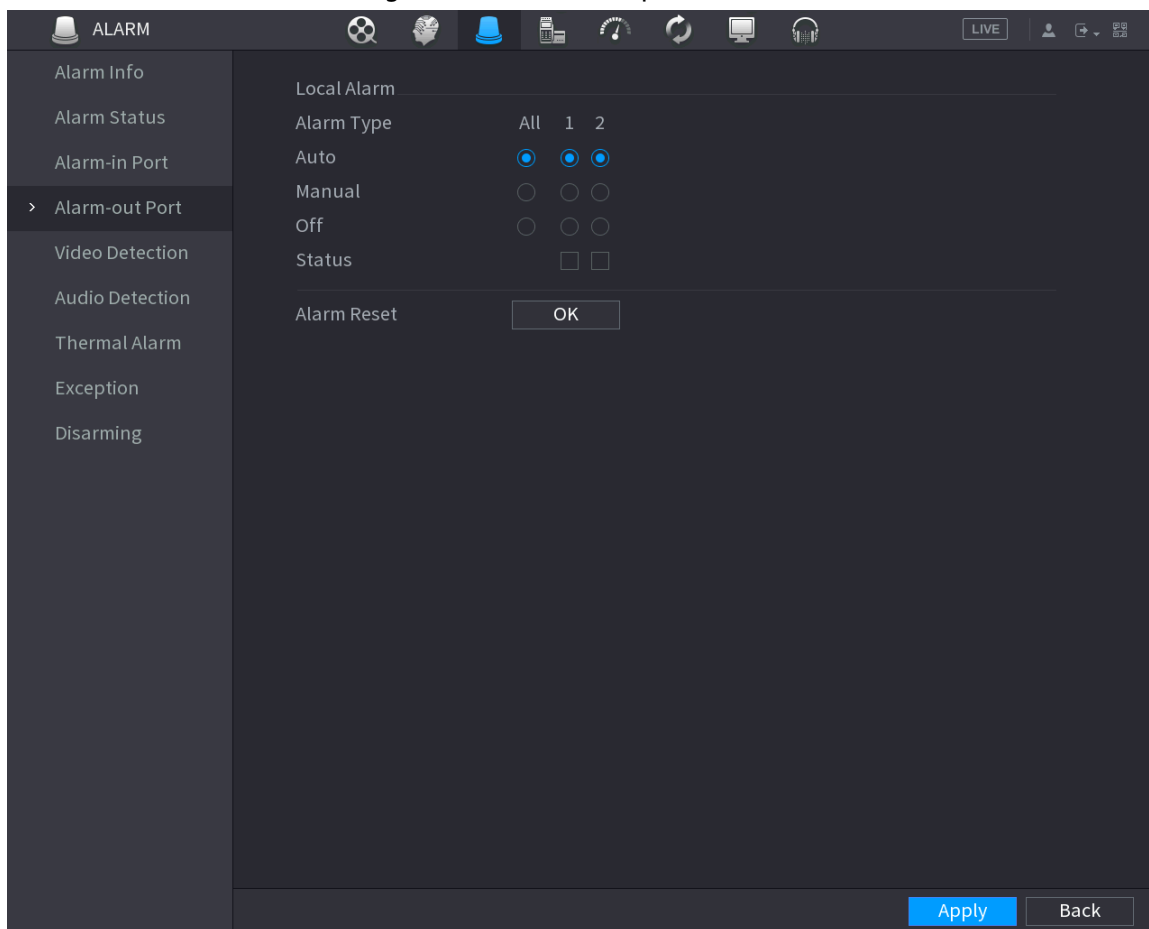 ALARM
LIVE
Alarm Info
Alarm Status
Alarm-in Port
> Alarm-out Port
Video Detection
Audio Detection
Thermal Alarm
Exception
Disarming
Local Alarm
Alarm Type All 1 2
Auto
Manual
Off
Status
Alarm Reset OK
Apply Back